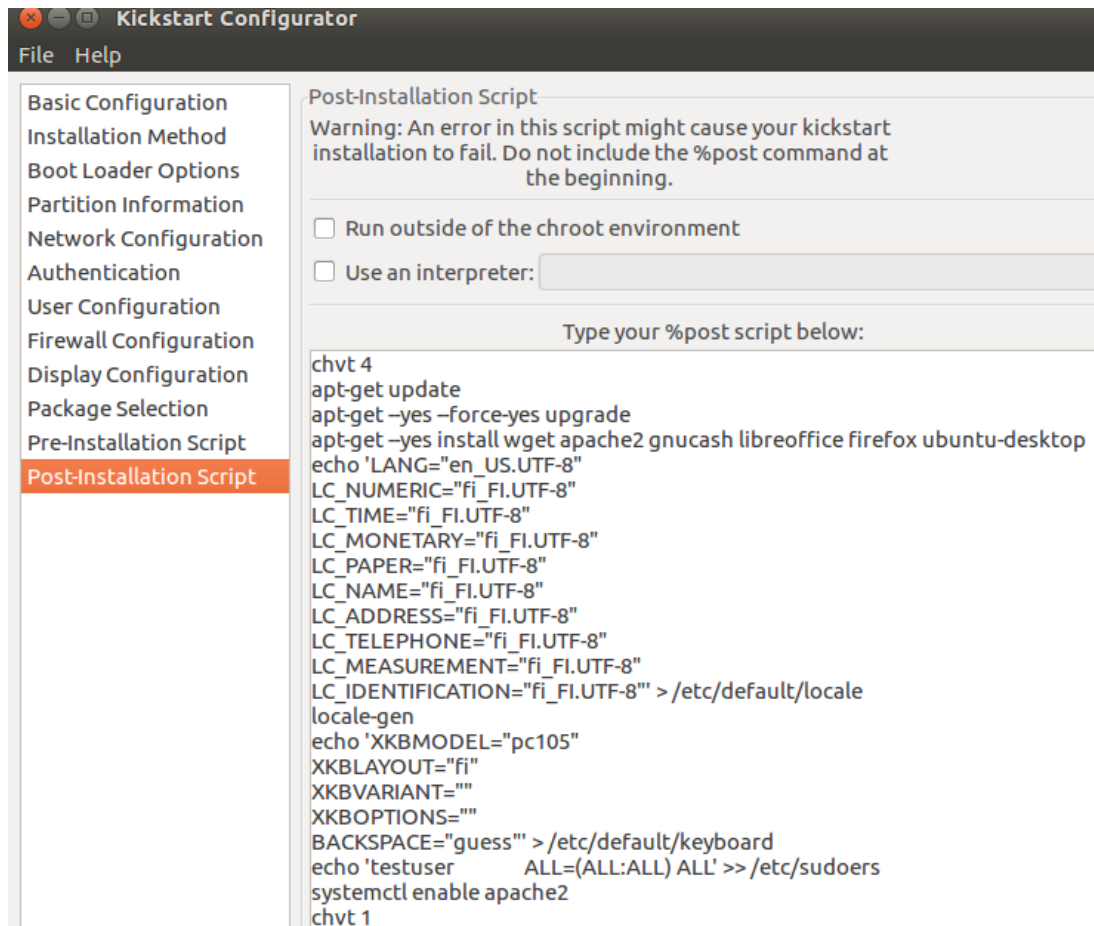 Kickstart Configurator
File Help
Basic Configuration
Installation Method
Boot Loader Options
Partition Information
Network Configuration
Authentication
User Configuration
Firewall Configuration
Display Configuration
Package Selection
Pre-Installation Script
Post-Installation Script
Post-Installation Script
Warning: An error in this script might cause your kickstart
installation to fail. Do not include the %post command at
the beginning.
Run outside of the chroot environment
Use an interpreter:
Type your %post script below:
chvt 4
apt-get update
apt-get --yes --force-yes upgrade
apt-get --yes install wget apache2 gnucash libreoffice firefox ubuntu-desktop
echo 'LANG="en_US.UTF-8"
LC_NUMERIC="fi_FI.UTF-8"
LC_TIME="fi_FI.UTF-8"
LC_MONETARY="fi_FI.UTF-8"
LC_PAPER="fi_FI.UTF-8"
LC_NAME="fi_FI.UTF-8"
LC_ADDRESS="fi_FI.UTF-8"
LC_TELEPHONE="fi_FI.UTF-8"
LC_MEASUREMENT="fi_FI.UTF-8"
LC_IDENTIFICATION="fi_FI.UTF-8"' > /etc/default/locale
locale-gen
echo 'XKBMODEL="pc105"
XKBLAYOUT="fi"
XKBVARIANT=""
XKBOPTIONS=""
BACKSPACE="guess"' > /etc/default/keyboard
echo 'testuser ALL=(ALL:ALL) ALL' >> /etc/sudoers
systemctl enable apache2
chvt 1